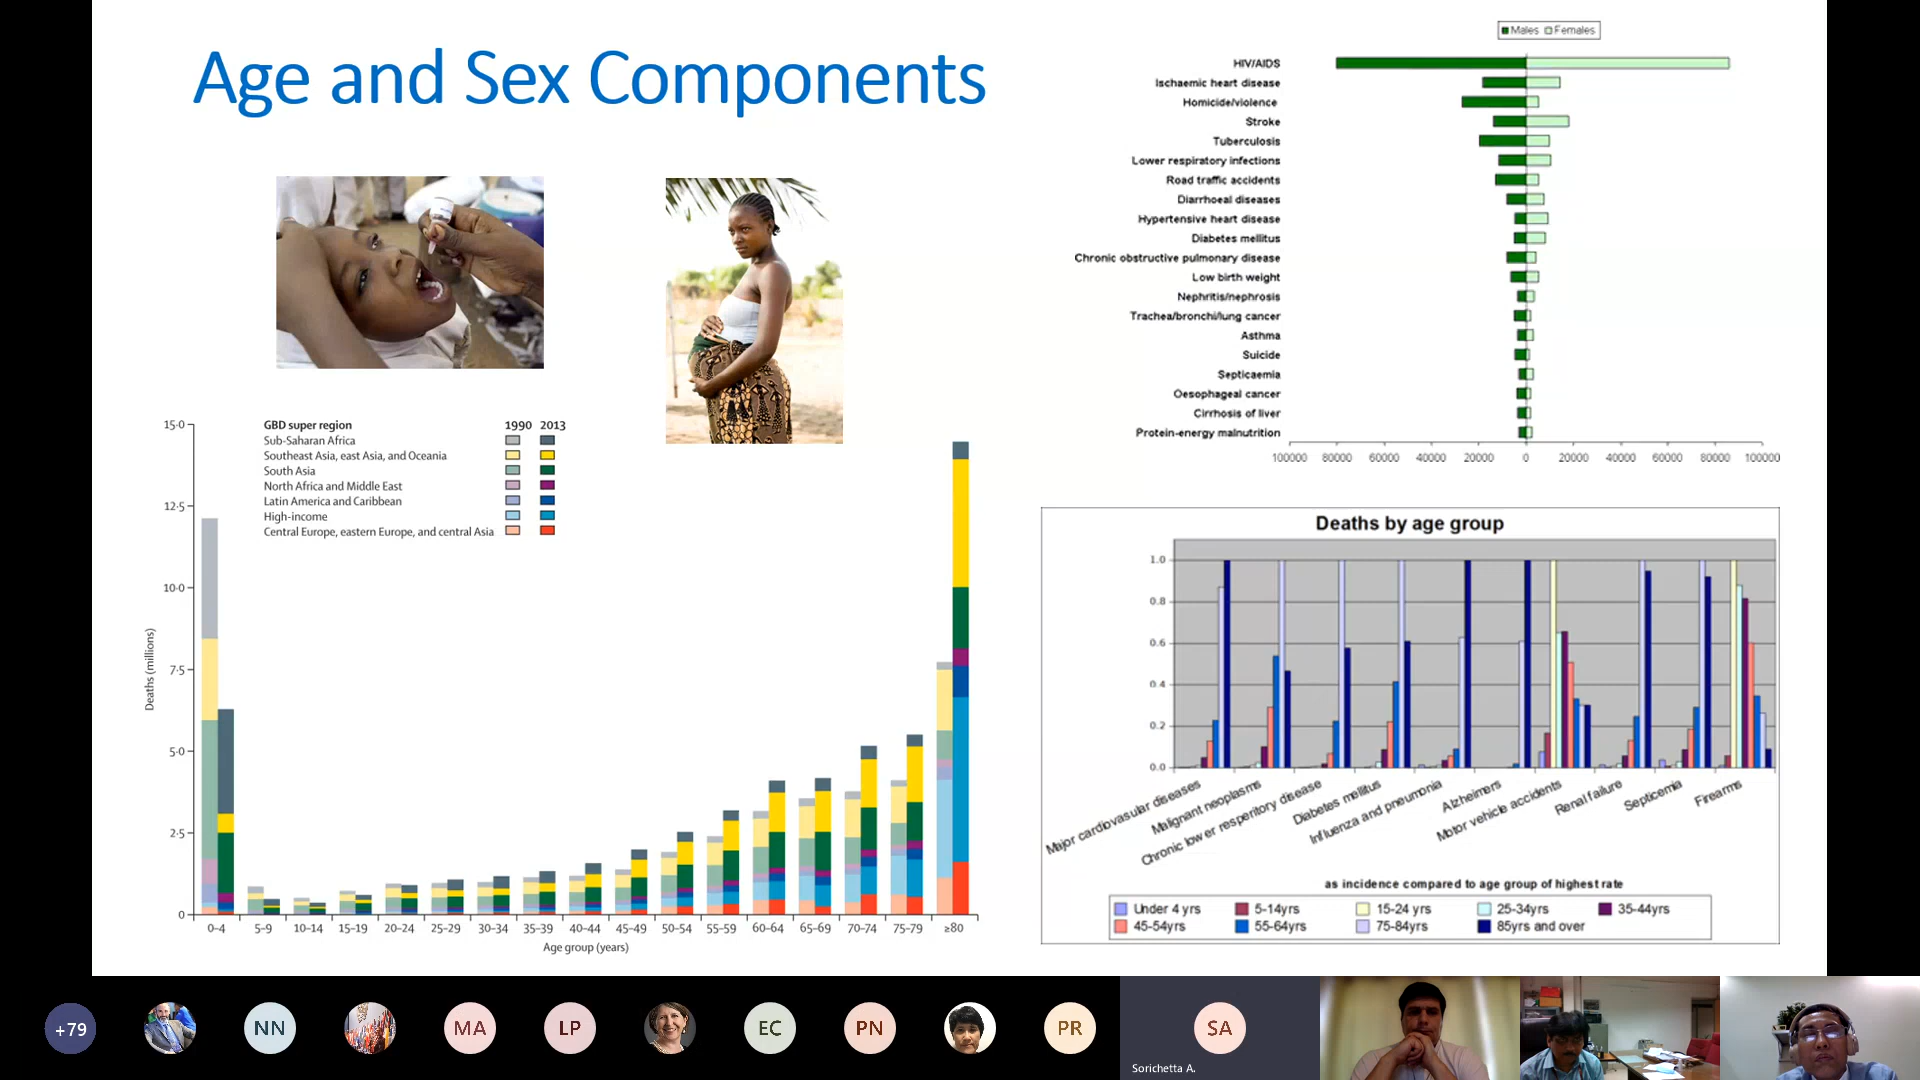 Age and Sex Components
Males Females
HIV/AIDS
Ischaemic heart disease
Homicide/violence
Stroke
Tuberculosis
Lower respiratory infections
Road traffic accidents
Diarrhoeal diseases
Hypertensive heart disease
Diabetes mellitus
Chronic obstructive pulmonary disease
Low birth weight
Nephritis/nephrosis
Trachea/bronchi/lung cancer
Asthma
Suicide
Septicaemia
Oesophageal cancer
Cirrhosis of liver
Protein-energy malnutrition
100000 80000 60000 40000 20000 0 20000 40000 60000 80000 100000
GBD super region 1990 2013
Sub-Saharan Africa
Southeast Asia, east Asia, and Oceania
South Asia
North Africa and Middle East
Latin America and Caribbean
High-income
Central Europe, eastern Europe, and central Asia
Deaths (millions)
15·0
12·5
10·0
7·5
5·0
2·5
0
0–4 5–9 10–14 15–19 20–24 25–29 30–34 35–39 40–44 45–49 50–54 55–59 60–64 65–69 70–74 75–79 ≥80
Age group (years)
Deaths by age group
1.0
0.8
0.6
0.4
0.2
0.0
Major cardiovascular diseases
Malignant neoplasms
Chronic lower resperitory disease
Diabetes mellitus
Influenza and pneumonia
Alzheimers
Motor vehicle accidents
Renal failure
Septicemia
Firearms
as incidence compared to age group of highest rate
Under 4 yrs 5-14yrs 15-24 yrs 25-34yrs 35-44yrs
45-54yrs 55-64yrs 75-84yrs 85yrs and over
+79 NN MA LP EC PN PR SA
Sorichetta A.